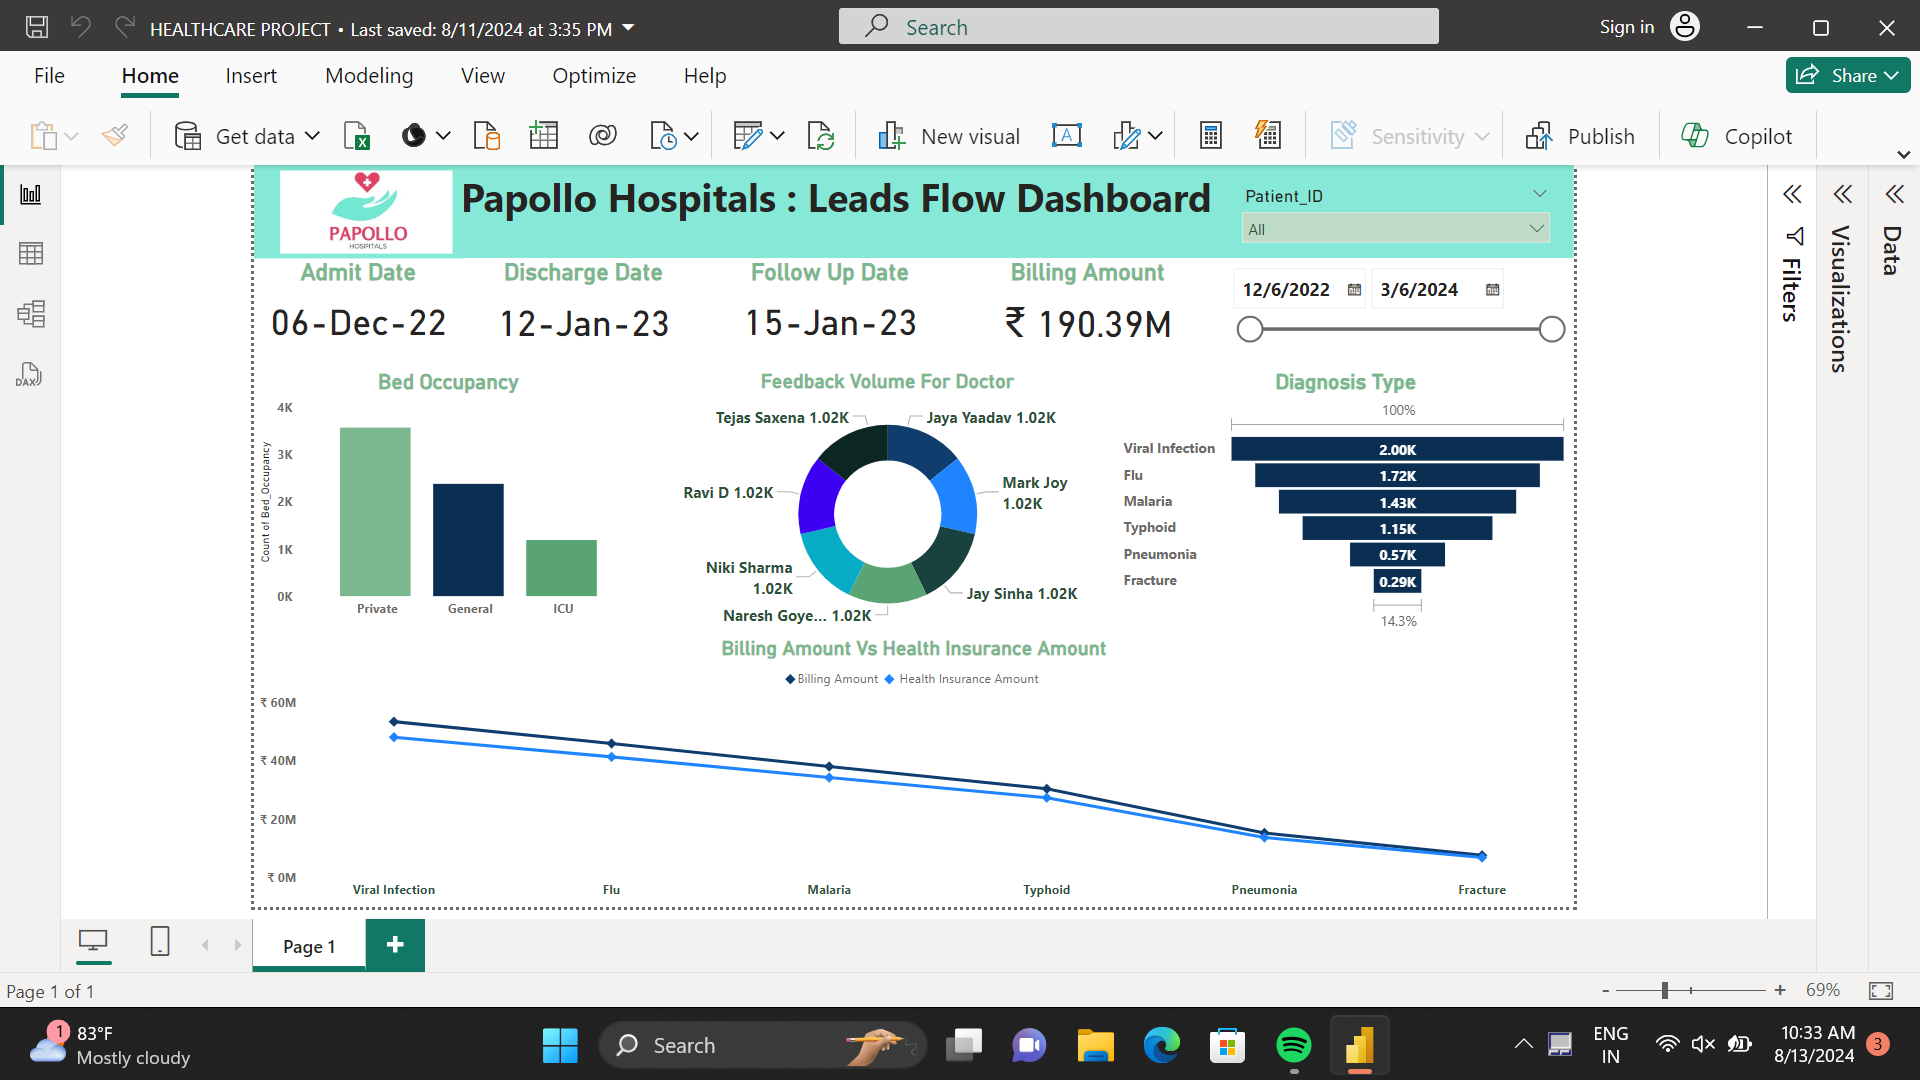 HEALTHCARE PROJECT • Last saved: 8/11/2024 at 3:35 PM
Search
Sign in
File Home Insert Modeling View Optimize Help
Share
Get data
New visual
Sensitivity
Publish
Copilot
PAPOLLO
HOSPITALS
Papollo Hospitals : Leads Flow Dashboard
Patient_ID
All
Admit Date
06-Dec-22
Discharge Date
12-Jan-23
Follow Up Date
15-Jan-23
Billing Amount
₹ 190.39M
12/6/2022
3/6/2024
Filters
Visualizations
Data
DAX
Bed Occupancy
Count of Bed_Occupancy
4K
3K
2K
1K
0K
Private General ICU
Feedback Volume For Doctor
Tejas Saxena 1.02K
Jaya Yaadav 1.02K
Ravi D 1.02K
Mark Joy
1.02K
Niki Sharma
1.02K
Jay Sinha 1.02K
Naresh Goye... 1.02K
Diagnosis Type
100%
Viral Infection 2.00K
Flu 1.72K
Malaria 1.43K
Typhoid 1.15K
Pneumonia 0.57K
Fracture 0.29K
14.3%
Billing Amount Vs Health Insurance Amount
Billing Amount Health Insurance Amount
₹ 60M
₹ 40M
₹ 20M
₹ 0M
Viral Infection Flu Malaria Typhoid Pneumonia Fracture
Page 1
+
Page 1 of 1
- + 69%
1
83°F
Mostly cloudy
Search
ENG
IN
10:33 AM
8/13/2024
3